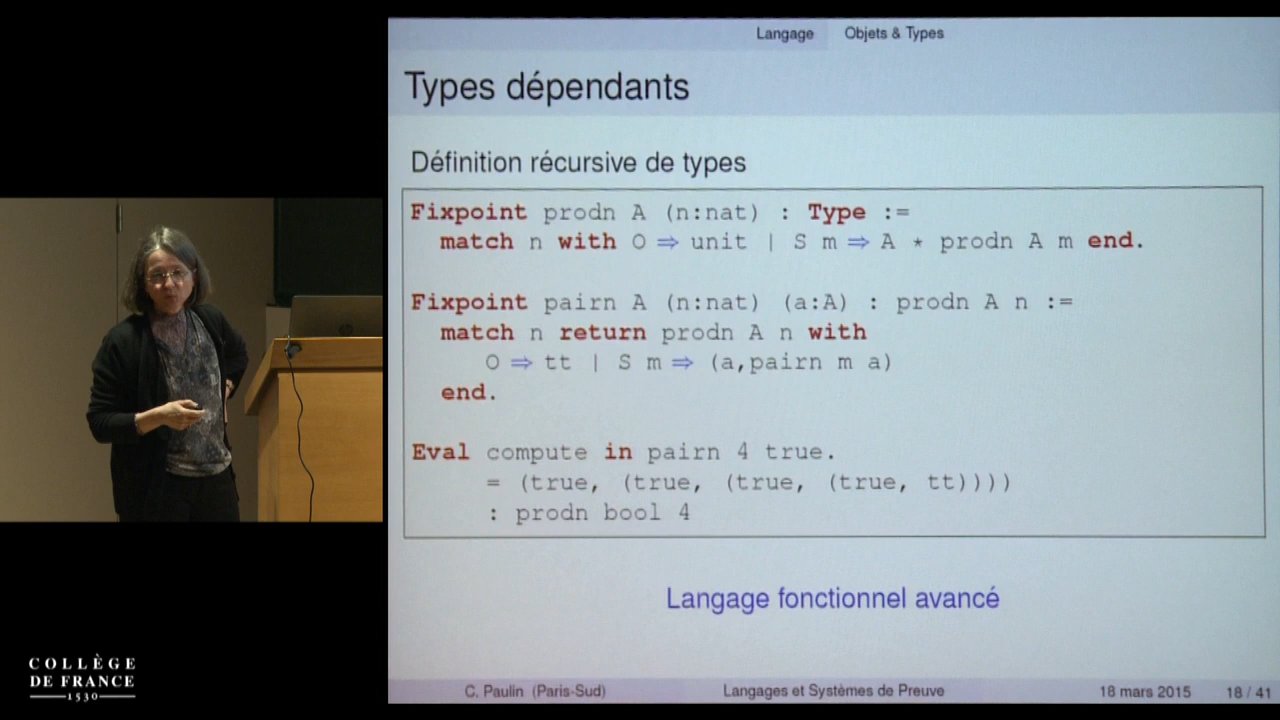 Langage Objets & Types
Types dépendants
Définition récursive de types
Fixpoint prodn A (n:nat) : Type :=
match n with O ⇒ unit | S m ⇒ A * prodn A m end.
Fixpoint pairn A (n:nat) (a:A) : prodn A n :=
match n return prodn A n with
O ⇒ tt | S m ⇒ (a,pairn m a)
end.
Eval compute in pairn 4 true.
= (true, (true, (true, (true, tt))))
: prodn bool 4
Langage fonctionnel avancé
C. Paulin (Paris-Sud) Langages et Systèmes de Preuve 18 mars 2015 18 / 41
COLLÈGE
DE FRANCE
1530